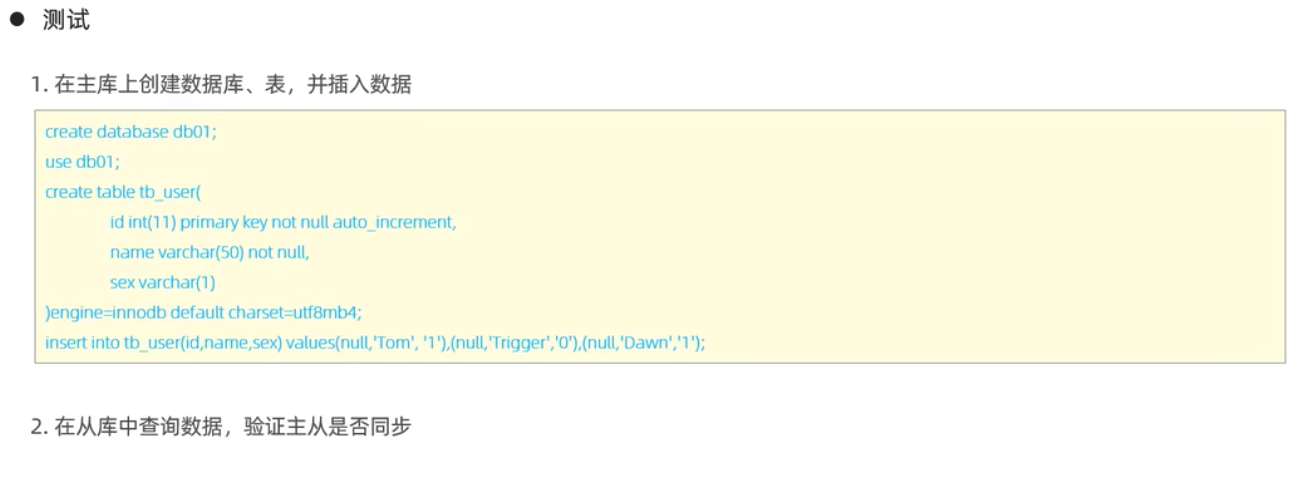 ● 测试
1. 在主库上创建数据库、表，并插入数据
create database db01;
use db01;
create table tb_user(
id int(11) primary key not null auto_increment,
name varchar(50) not null,
sex varchar(1)
)engine=innodb default charset=utf8mb4;
insert into tb_user(id,name,sex) values(null,'Tom', '1'),(null,'Trigger','0'),(null,'Dawn','1');
2. 在从库中查询数据，验证主从是否同步